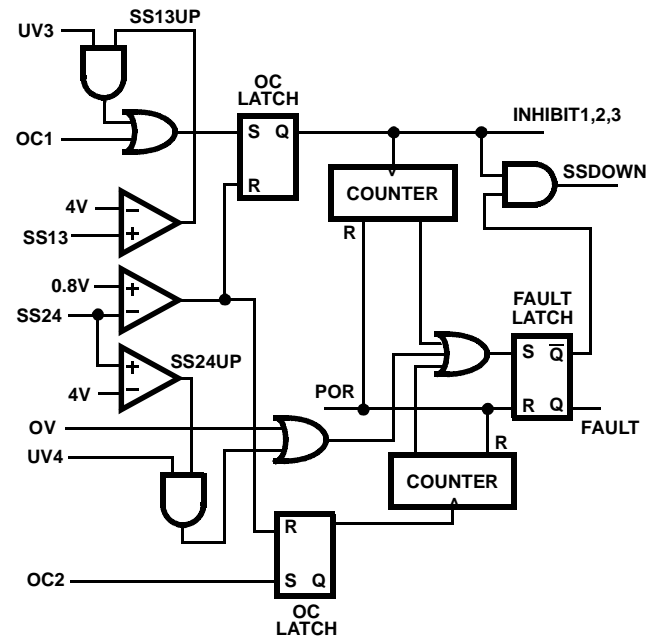 SS13UP
UV3
OC
LATCH
INHIBIT1,2,3
S Q
OC1
SSDOWN
R
COUNTER
4V
SS13
R
0.8V
FAULT
LATCH
SS24
SS24UP
S Q
POR
R Q
4V
OV
FAULT
R
UV4
COUNTER
R
OC2
S Q
OC
LATCH